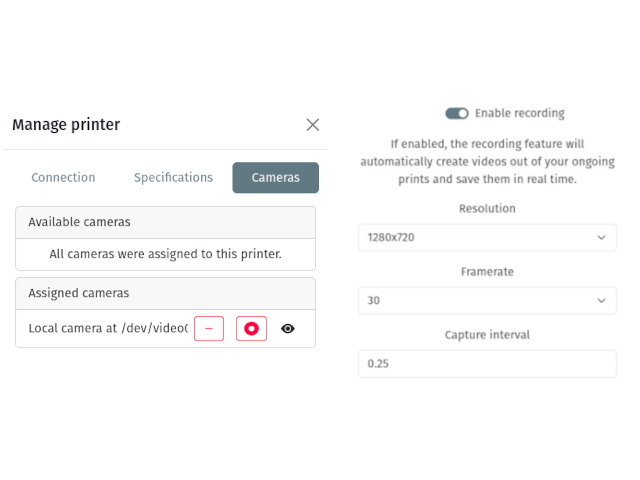 Manage printer
Connection
Specifications
Cameras
Available cameras
All cameras were assigned to this printer.
Assigned cameras
Local camera at /dev/video0
Enable recording
If enabled, the recording feature will
automatically create videos out of your ongoing
prints and save them in real time.
Resolution
1280x720
Framerate
30
Capture interval
0.25